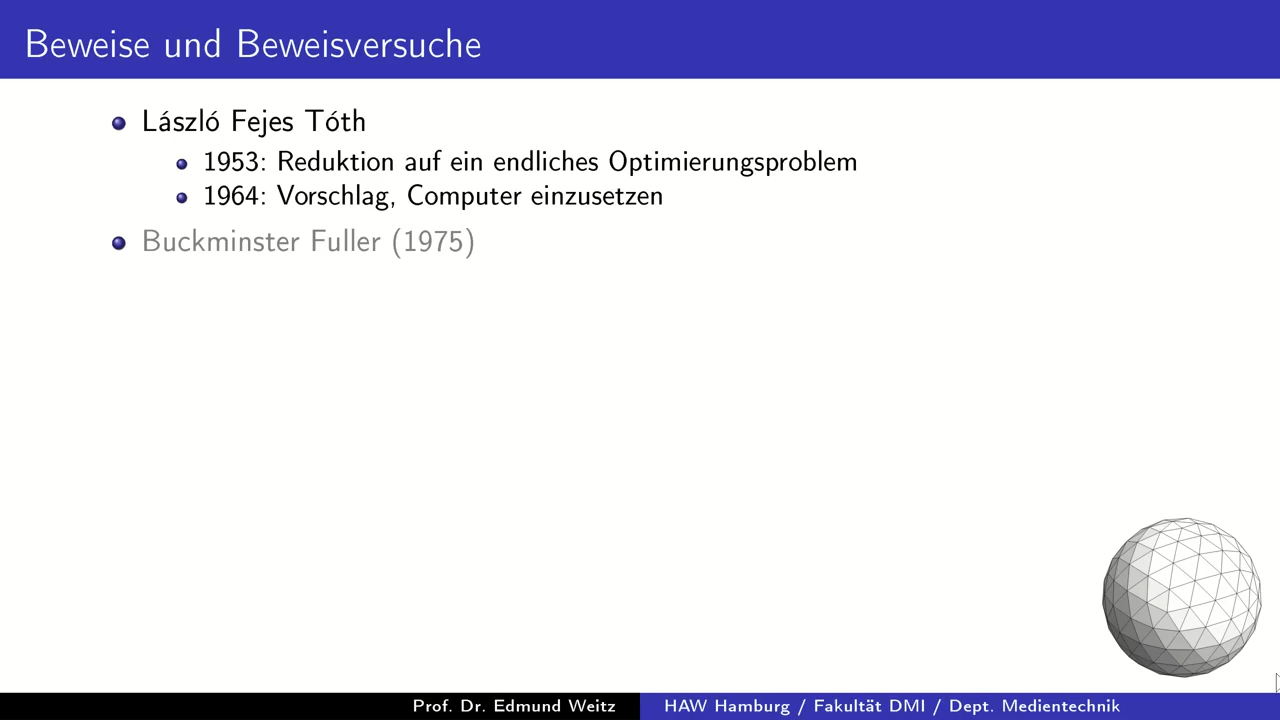 Beweise und Beweisversuche
László Fejes Tóth
1953: Reduktion auf ein endliches Optimierungsproblem
1964: Vorschlag, Computer einzusetzen
Buckminster Fuller (1975)
Prof. Dr. Edmund Weitz
HAW Hamburg / Fakultät DMI / Dept. Medientechnik